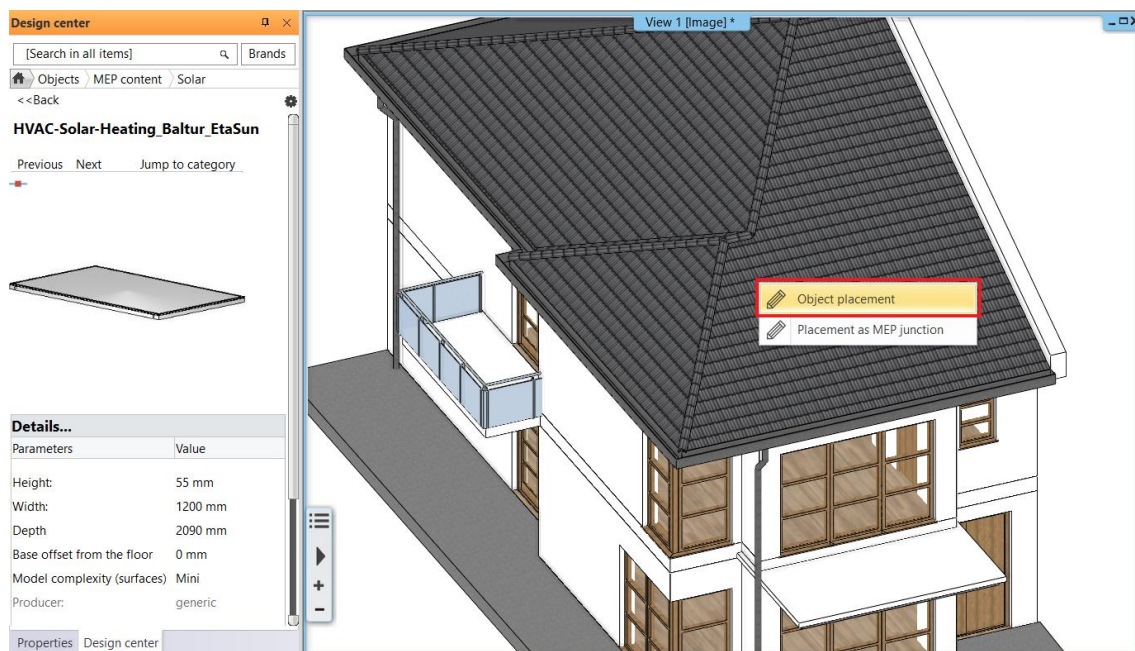 Design center
[Search in all items] Brands
Objects MEP content Solar
<<Back
HVAC-Solar-Heating_Baltur_EtaSun
Previous Next Jump to category
Details...
Parameters Value
Height: 55 mm
Width: 1200 mm
Depth 2090 mm
Base offset from the floor 0 mm
Model complexity (surfaces) Mini
Producer: generic
Properties Design center
View 1 [Image] *
Object placement
Placement as MEP junction